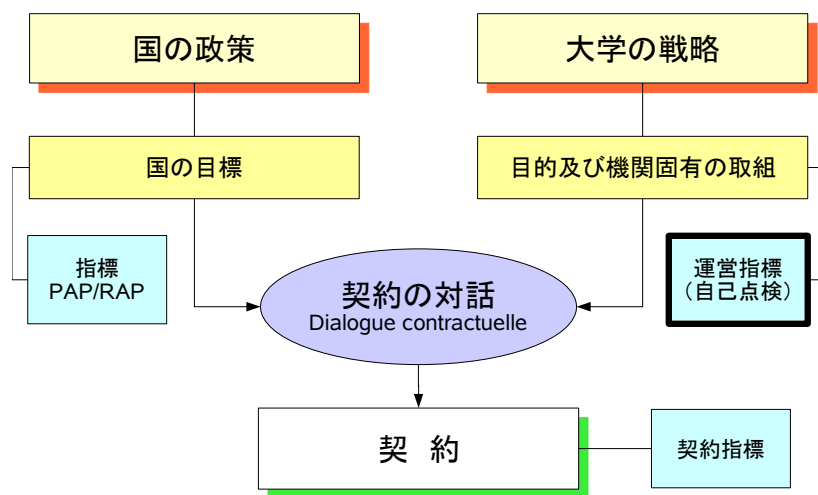 国の政策
大学の戦略
国の目標
目的及び機関固有の取組
指標
PAP/RAP
運営指標
（自己点検）
契約の対話
Dialogue contractuelle
契 約
契約指標